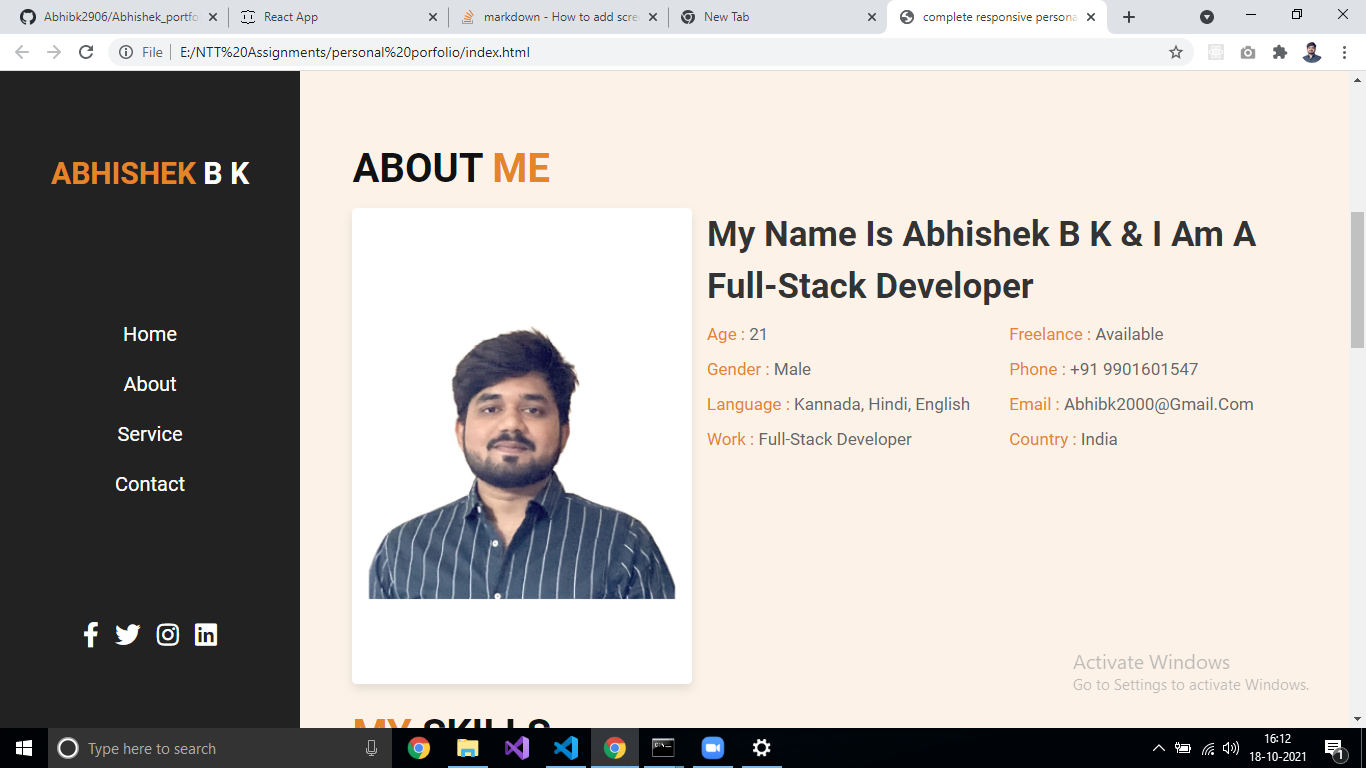 Abhibk2906/Abhishek_portfo
React App
markdown - How to add scre
New Tab
complete responsive persona
File
E:/NTT%20Assignments/personal%20porfolio/index.html
ABHISHEK B K
Home
About
Service
Contact
ABOUT ME
My Name Is Abhishek B K & I Am A
Full-Stack Developer
Age : 21
Freelance : Available
Gender : Male
Phone : +91 9901601547
Language : Kannada, Hindi, English
Email : Abhibk2000@Gmail.Com
Work : Full-Stack Developer
Country : India
MY SKILLS
Activate Windows
Go to Settings to activate Windows.
Type here to search
16:12
18-10-2021
1